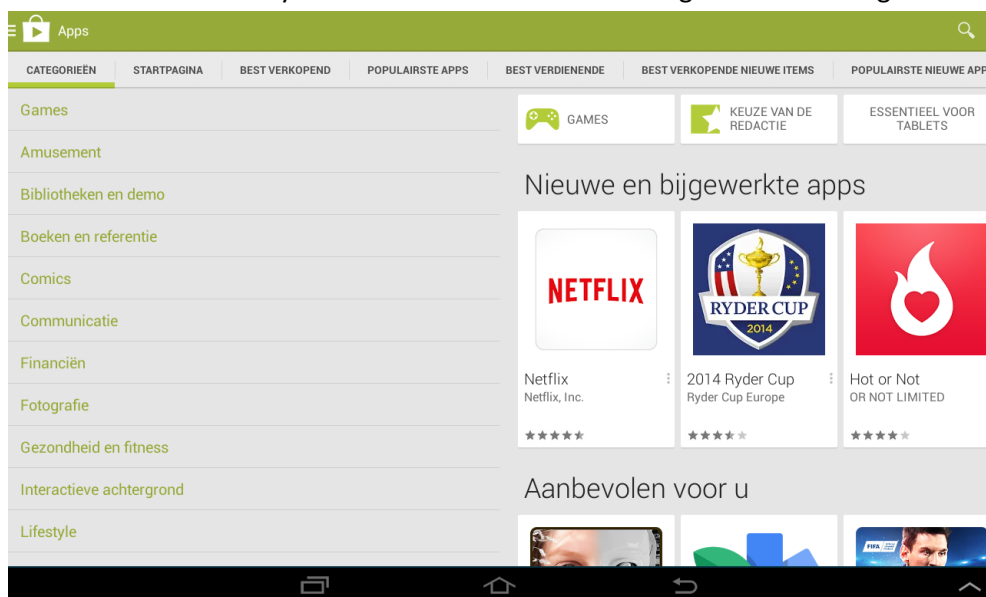 Apps
CATEGORIEËN STARTPAGINA BEST VERKOPEND POPULAIRSTE APPS BEST VERDIENENDE BEST VERKOPENDE NIEUWE ITEMS POPULAIRSTE NIEUWE APP
Games
Amusement
Bibliotheken en demo
Boeken en referentie
Comics
Communicatie
Financiën
Fotografie
Gezondheid en fitness
Interactieve achtergrond
Lifestyle
GAMES
KEUZE VAN DE
REDACTIE
ESSENTIEEL VOOR
TABLETS
Nieuwe en bijgewerkte apps
NETFLIX
RYDER CUP
2014
Netflix
Netflix, Inc.
2014 Ryder Cup
Ryder Cup Europe
Hot or Not
OR NOT LIMITED
Aanbevolen voor u
FIFA